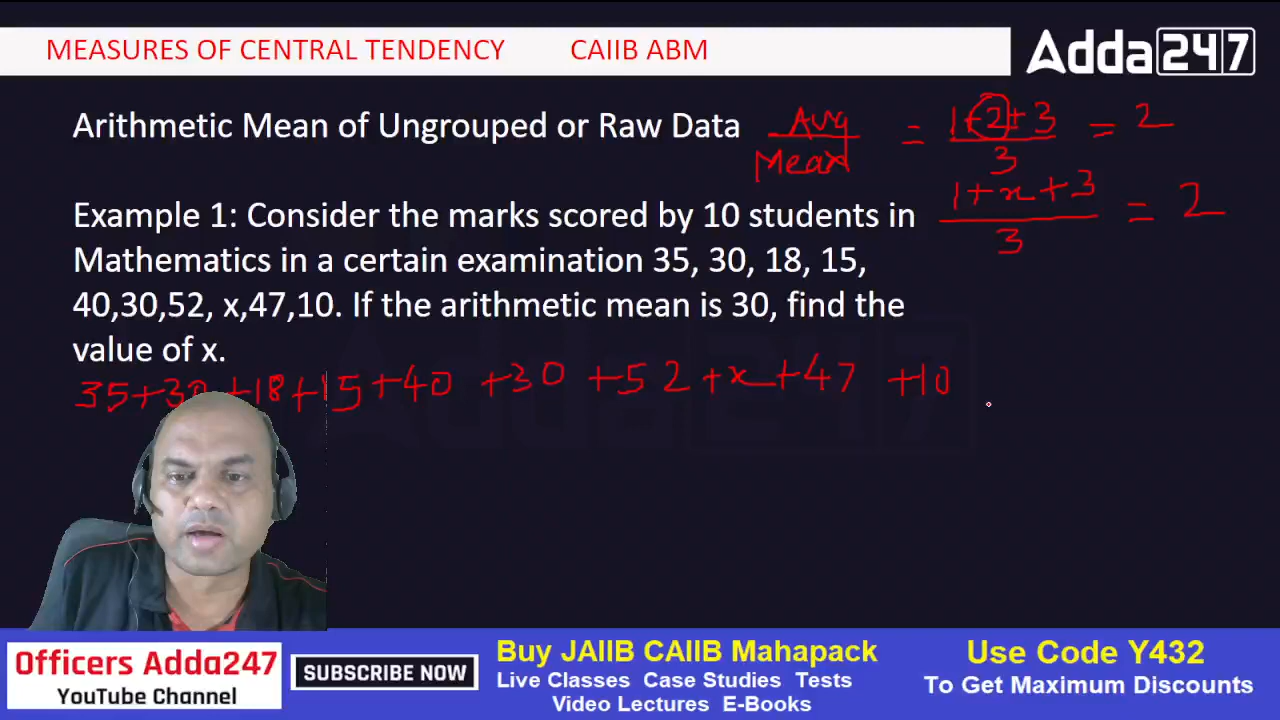 MEASURES OF CENTRAL TENDENCY CAIIB ABM
Adda247
Arithmetic Mean of Ungrouped or Raw Data
Avg = 1+2+3 = 2
Mean 3
1+x+3 = 2
3
Example 1: Consider the marks scored by 10 students in
Mathematics in a certain examination 35, 30, 18, 15,
40,30,52, x,47,10. If the arithmetic mean is 30, find the
value of x.
35+30+18+15+40+30+52+x+47+10
Officers Adda247
YouTube Channel
SUBSCRIBE NOW
Buy JAIIB CAIIB Mahapack
Live Classes Case Studies Tests
Video Lectures E-Books
Use Code Y432
To Get Maximum Discounts